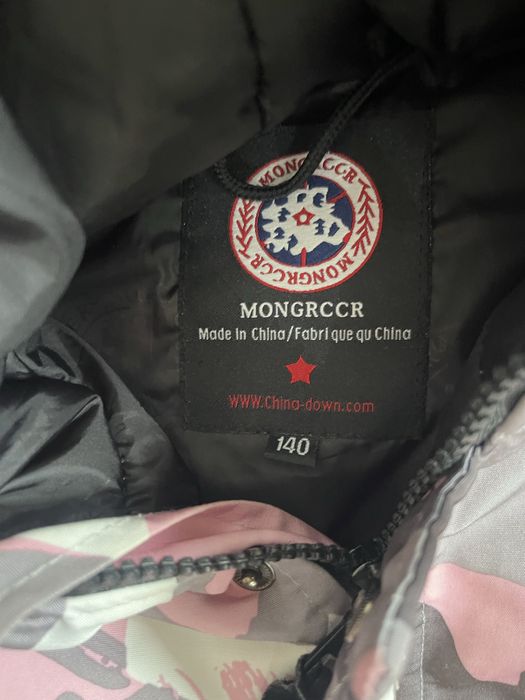 MONGRCCR
MONGRCCR
MONGRCCR
Made in China/Fabri que qu China
www.China-down.com
140